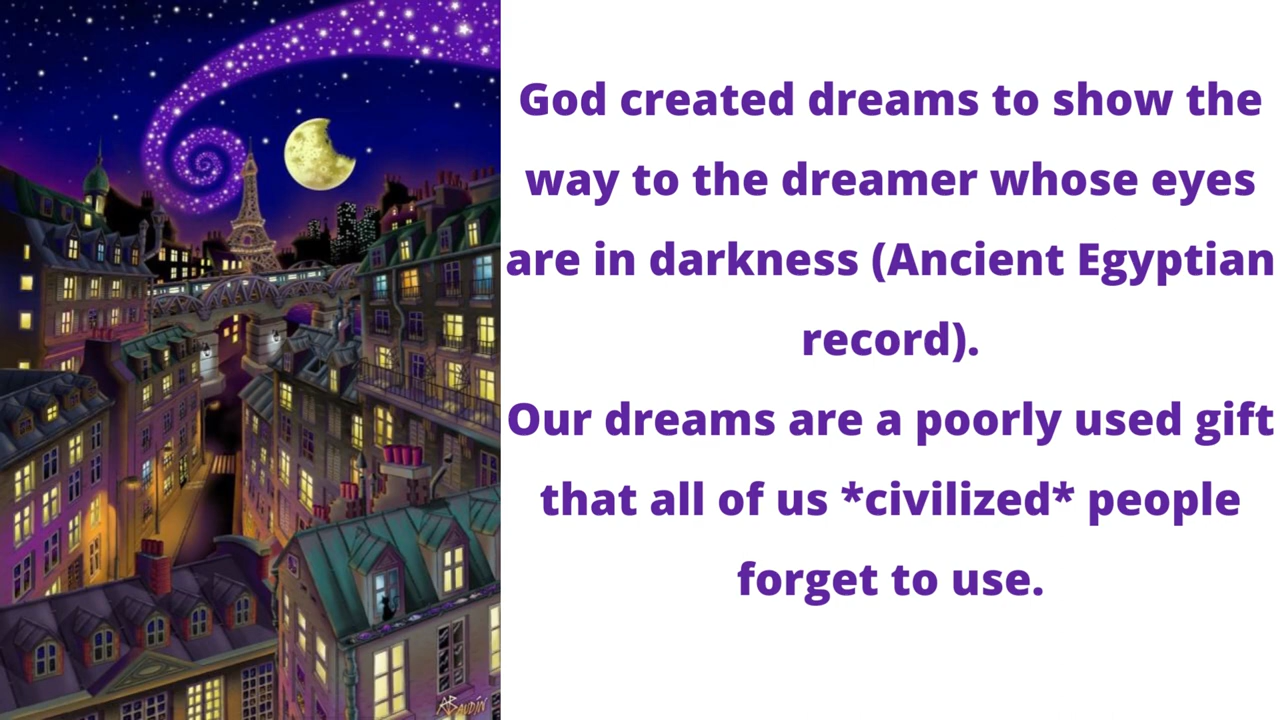 God created dreams to show the
way to the dreamer whose eyes
are in darkness (Ancient Egyptian
record).
Our dreams are a poorly used gift
that all of us *civilized* people
forget to use.
ABaudin